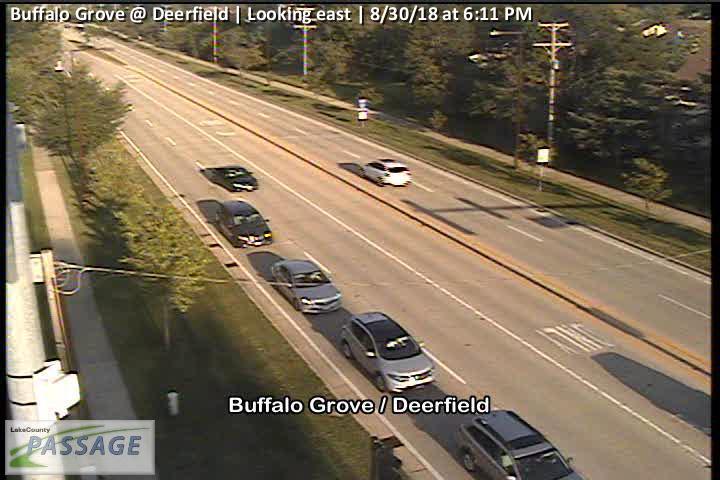 Buffalo Grove @ Deerfield | Looking east | 8/30/18 at 6:11 PM
Buffalo Grove / Deerfield
LakeCounty
PASSAGE